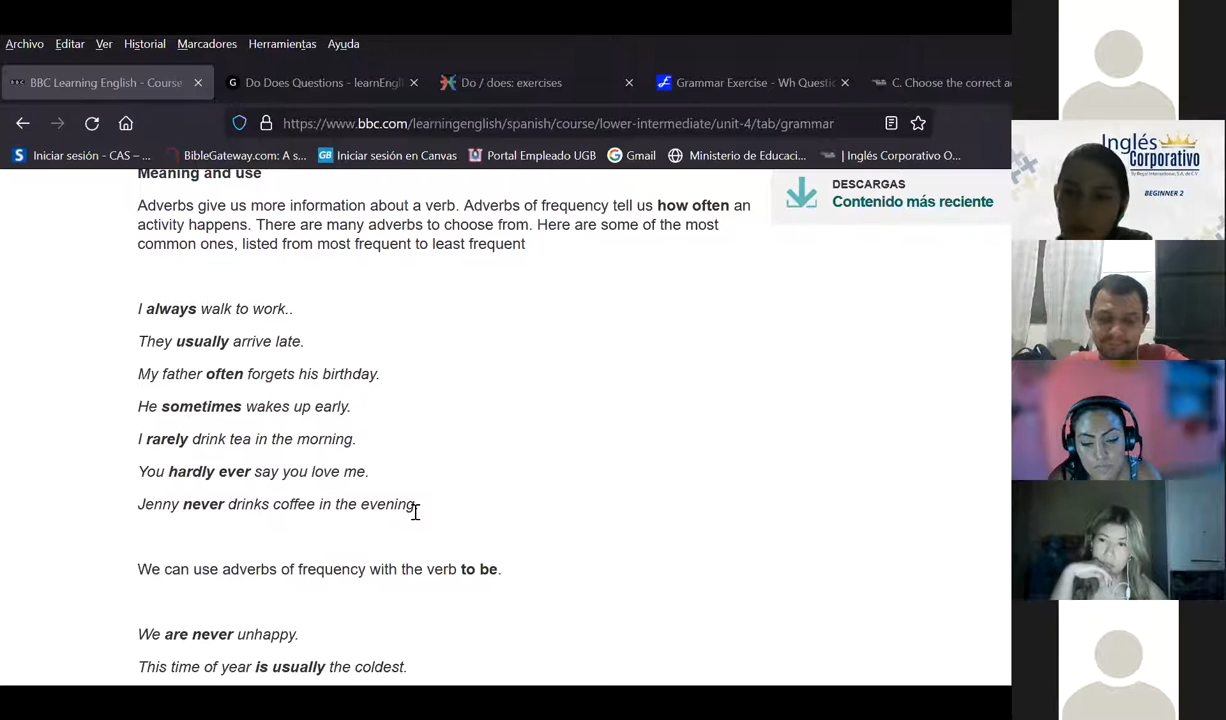 Archivo Editar Ver Historial Marcadores Herramientas Ayuda
BBC Learning English - Course
Do Does Questions - learnEngl
Do / does: exercises
Grammar Exercise - Wh Questi
C. Choose the correct a
https://www.bbc.com/learningenglish/spanish/course/lower-intermediate/unit-4/tab/grammar
Iniciar sesión - CAS – ...
BibleGateway.com: A s...
Iniciar sesión en Canvas
Portal Empleado UGB
Gmail
Ministerio de Educaci...
| Inglés Corporativo O...
Meaning and use
Adverbs give us more information about a verb. Adverbs of frequency tell us how often an
activity happens. There are many adverbs to choose from. Here are some of the most
common ones, listed from most frequent to least frequent
DESCARGAS
Contenido más reciente
I always walk to work..
They usually arrive late.
My father often forgets his birthday.
He sometimes wakes up early.
I rarely drink tea in the morning.
You hardly ever say you love me.
Jenny never drinks coffee in the evening.
We can use adverbs of frequency with the verb to be.
We are never unhappy.
This time of year is usually the coldest.
Inglés
Corporativo
By Regal International, S.A. de C.V
BEGINNER 2